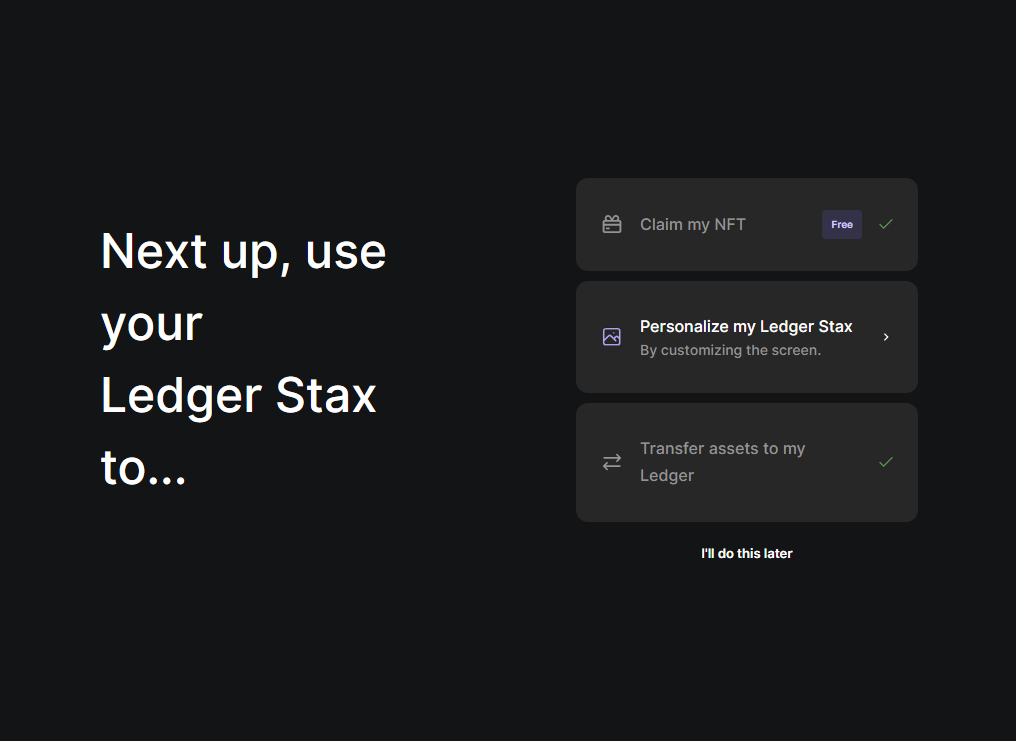 Next up, use
your
Ledger Stax
to...
Claim my NFT
Free
Personalize my Ledger Stax
By customizing the screen.
Transfer assets to my
Ledger
I'll do this later